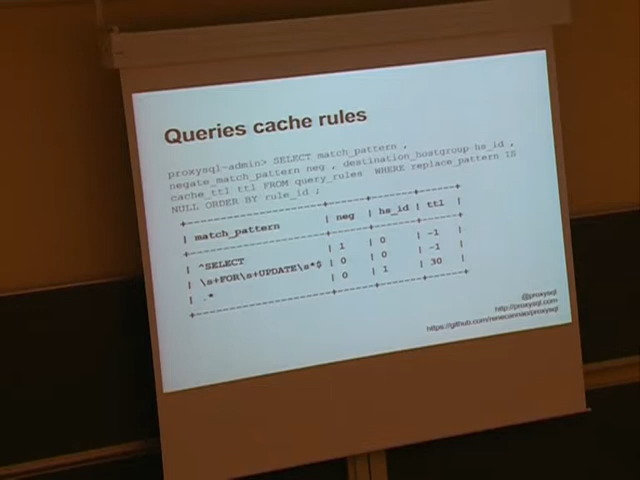 Queries cache rules
proxysql-admin> SELECT match_pattern ,
negate_match_pattern neg , destination_hostgroup hs_id ,
cache_ttl ttl FROM query_rules WHERE replace_pattern IS
NULL ORDER BY rule_id ;
+---------------------+-----+-------+------+
| match_pattern | neg | hs_id | ttl |
+---------------------+-----+-------+------+
| ^SELECT | 1 | 0 | -1 |
| \s+FOR\s+UPDATE\s*$ | 0 | 0 | -1 |
| .* | 0 | 1 | 30 |
+---------------------+-----+-------+------+
@proxysql
http://proxysql.com
https://github.com/renecannao/proxysql